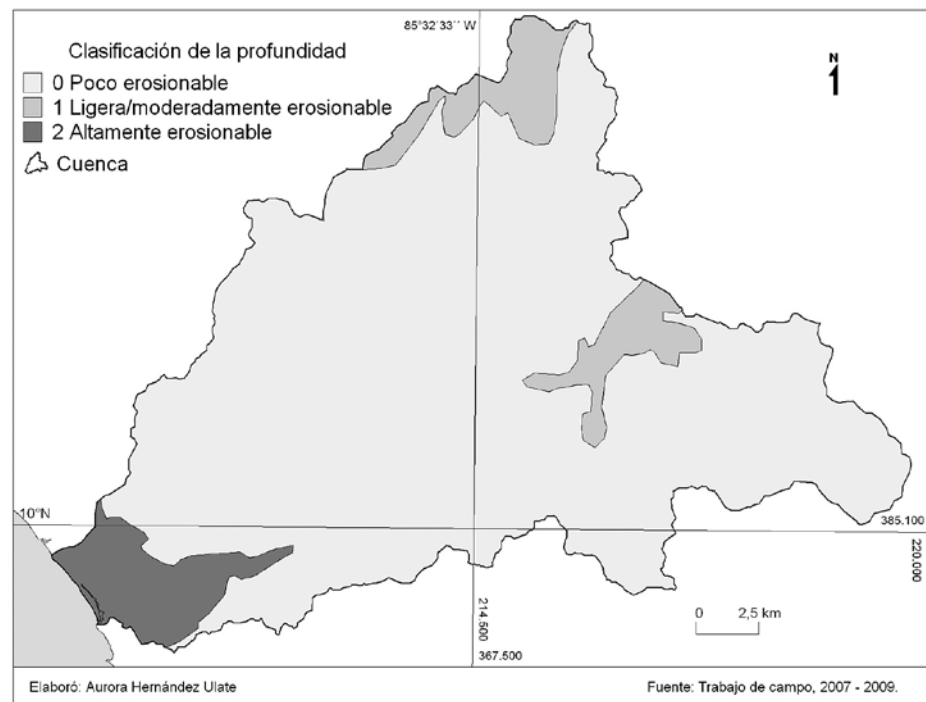 85°32´33´´ W
Clasificación de la profundidad
0 Poco erosionable
1 Ligera/moderadamente erosionable
2 Altamente erosionable
Cuenca
N
10°N
385.100
220.000
214.500
367.500
0 2,5 km
Elaboró: Aurora Hernández Ulate
Fuente: Trabajo de campo, 2007 - 2009.